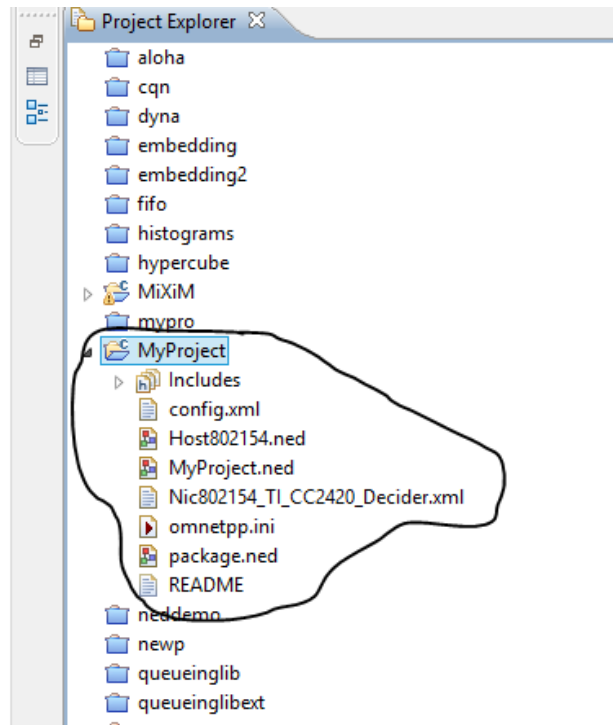 Project Explorer
aloha
cqn
dyna
embedding
embedding2
fifo
histograms
hypercube
MiXiM
mypro
MyProject
Includes
config.xml
Host802154.ned
MyProject.ned
Nic802154_TI_CC2420_Decider.xml
omnetpp.ini
package.ned
README
neddemo
newp
queueinglib
queueinglibext